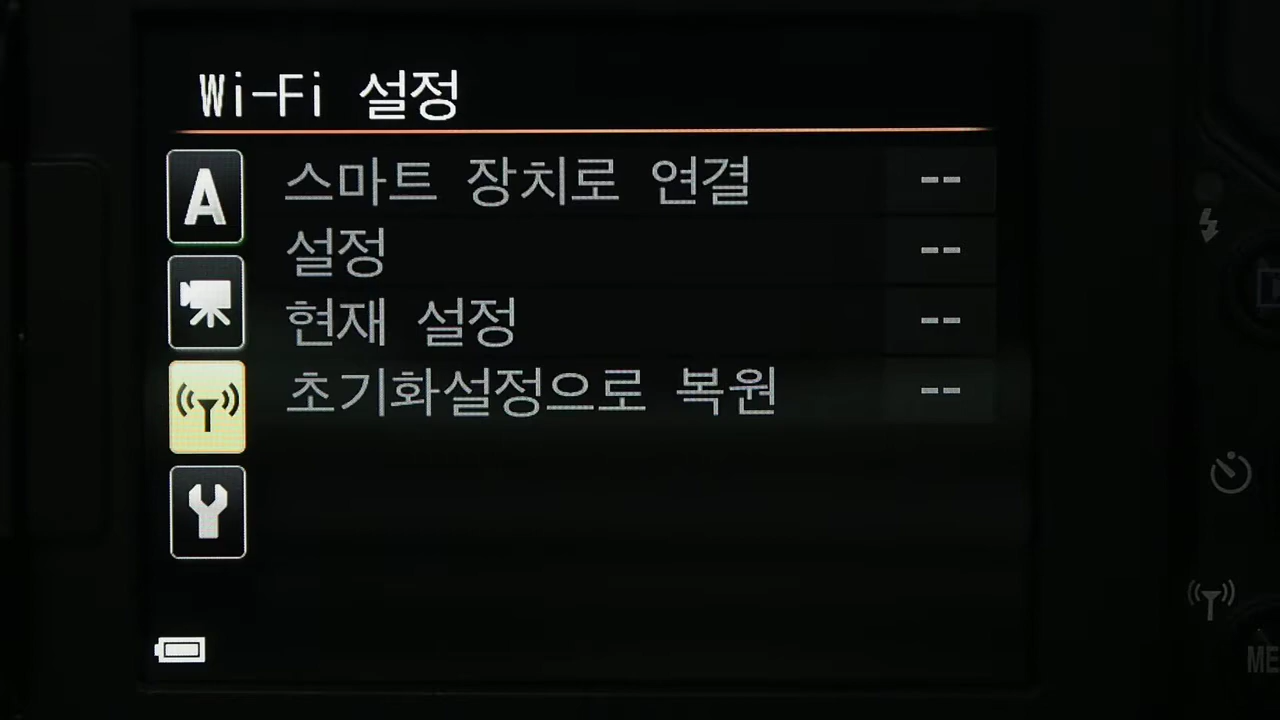 Wi-Fi 설정
A
스마트 장치로 연결 --
설정 --
현재 설정 --
초기화설정으로 복원 --